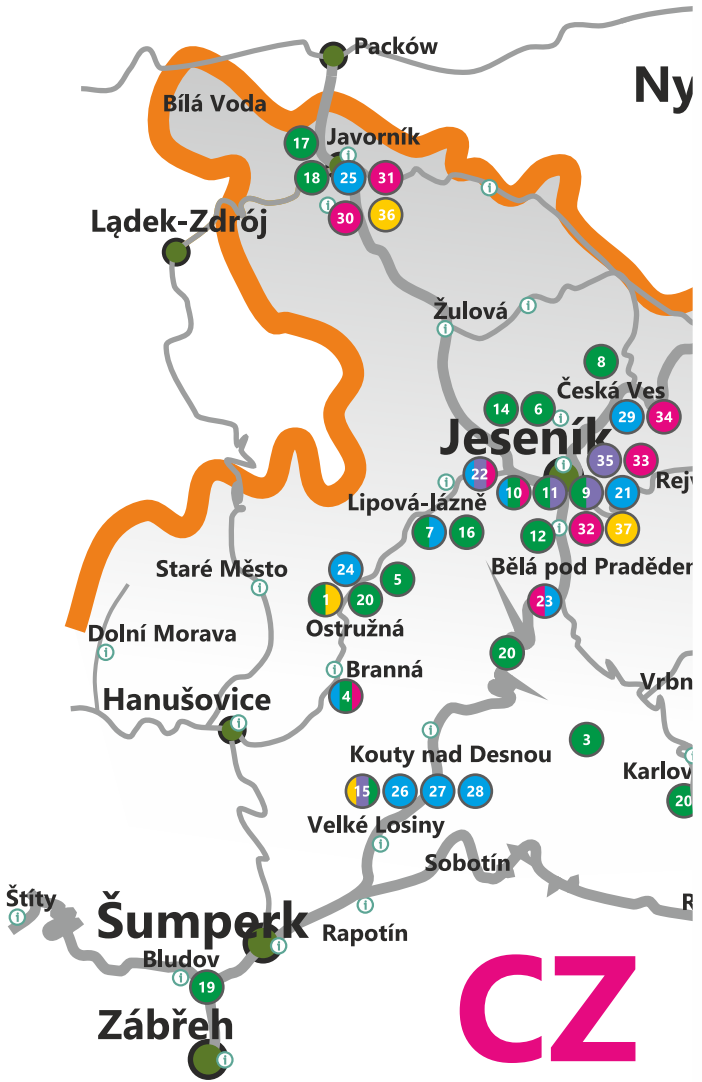 Packów
Ny
Bílá Voda
17
Javorník
18
25
31
30
36
Lądek-Zdrój
Žulová
8
Česká Ves
14
6
29
34
Jeseník
35
33
22
10
11
9
21
Rejv
Lipová-lázně
7
16
12
32
37
24
Staré Město
5
Bělá pod Praděden
1
20
23
Ostružná
Dolní Morava
20
Branná
4
Vrbn
Hanušovice
3
Kouty nad Desnou
Karlov
15
26
27
28
20
Velké Losiny
Sobotín
Štíty
R
Šumperk
Rapotín
Bludov
19
CZ
Zábřeh